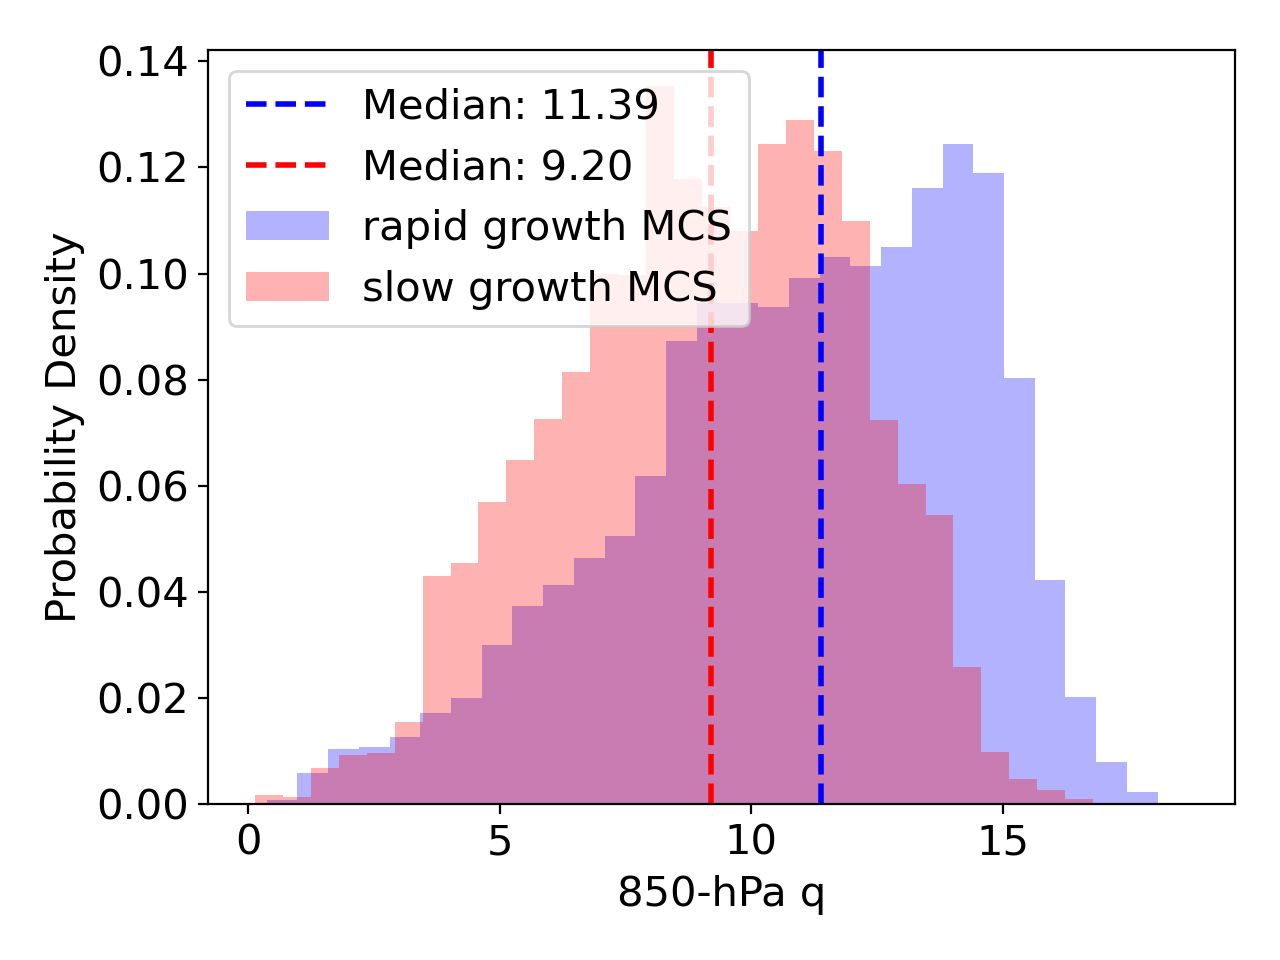 0.14
0.12
0.10
0.08
0.06
0.04
0.02
0.00
Probability Density
Median: 11.39
Median: 9.20
rapid growth MCS
slow growth MCS
0 5 10 15
850-hPa q